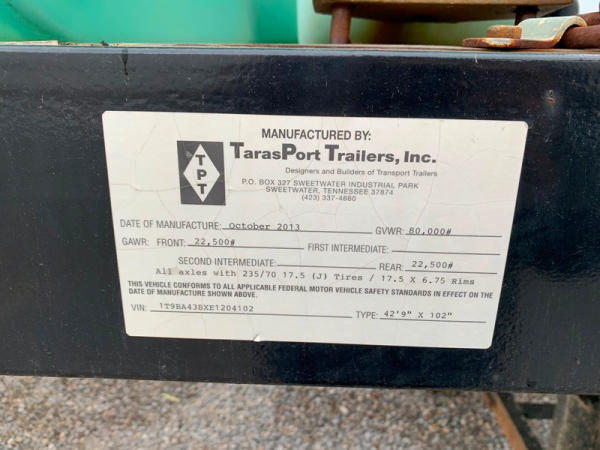 MANUFACTURED BY:
TPT
TarasPort Trailers, Inc.
Designers and Builders of Transport Trailers
P.O. BOX 327 SWEETWATER INDUSTRIAL PARK
SWEETWATER, TENNESSEE 37874
(423) 337-4680
DATE OF MANUFACTURE: October 2013 GVWR: 80,000#
GAWR: FRONT: 22,500# FIRST INTERMEDIATE:
SECOND INTERMEDIATE: REAR: 22,500#
All axles with 235/70 17.5 (J) Tires / 17.5 X 6.75 Rims
THIS VEHICLE CONFORMS TO ALL APPLICABLE FEDERAL MOTOR VEHICLE SAFETY STANDARDS IN EFFECT ON THE
DATE OF MANUFACTURE SHOWN ABOVE.
VIN: 1T9BA43BXE1204102 TYPE: 42'9" X 102"